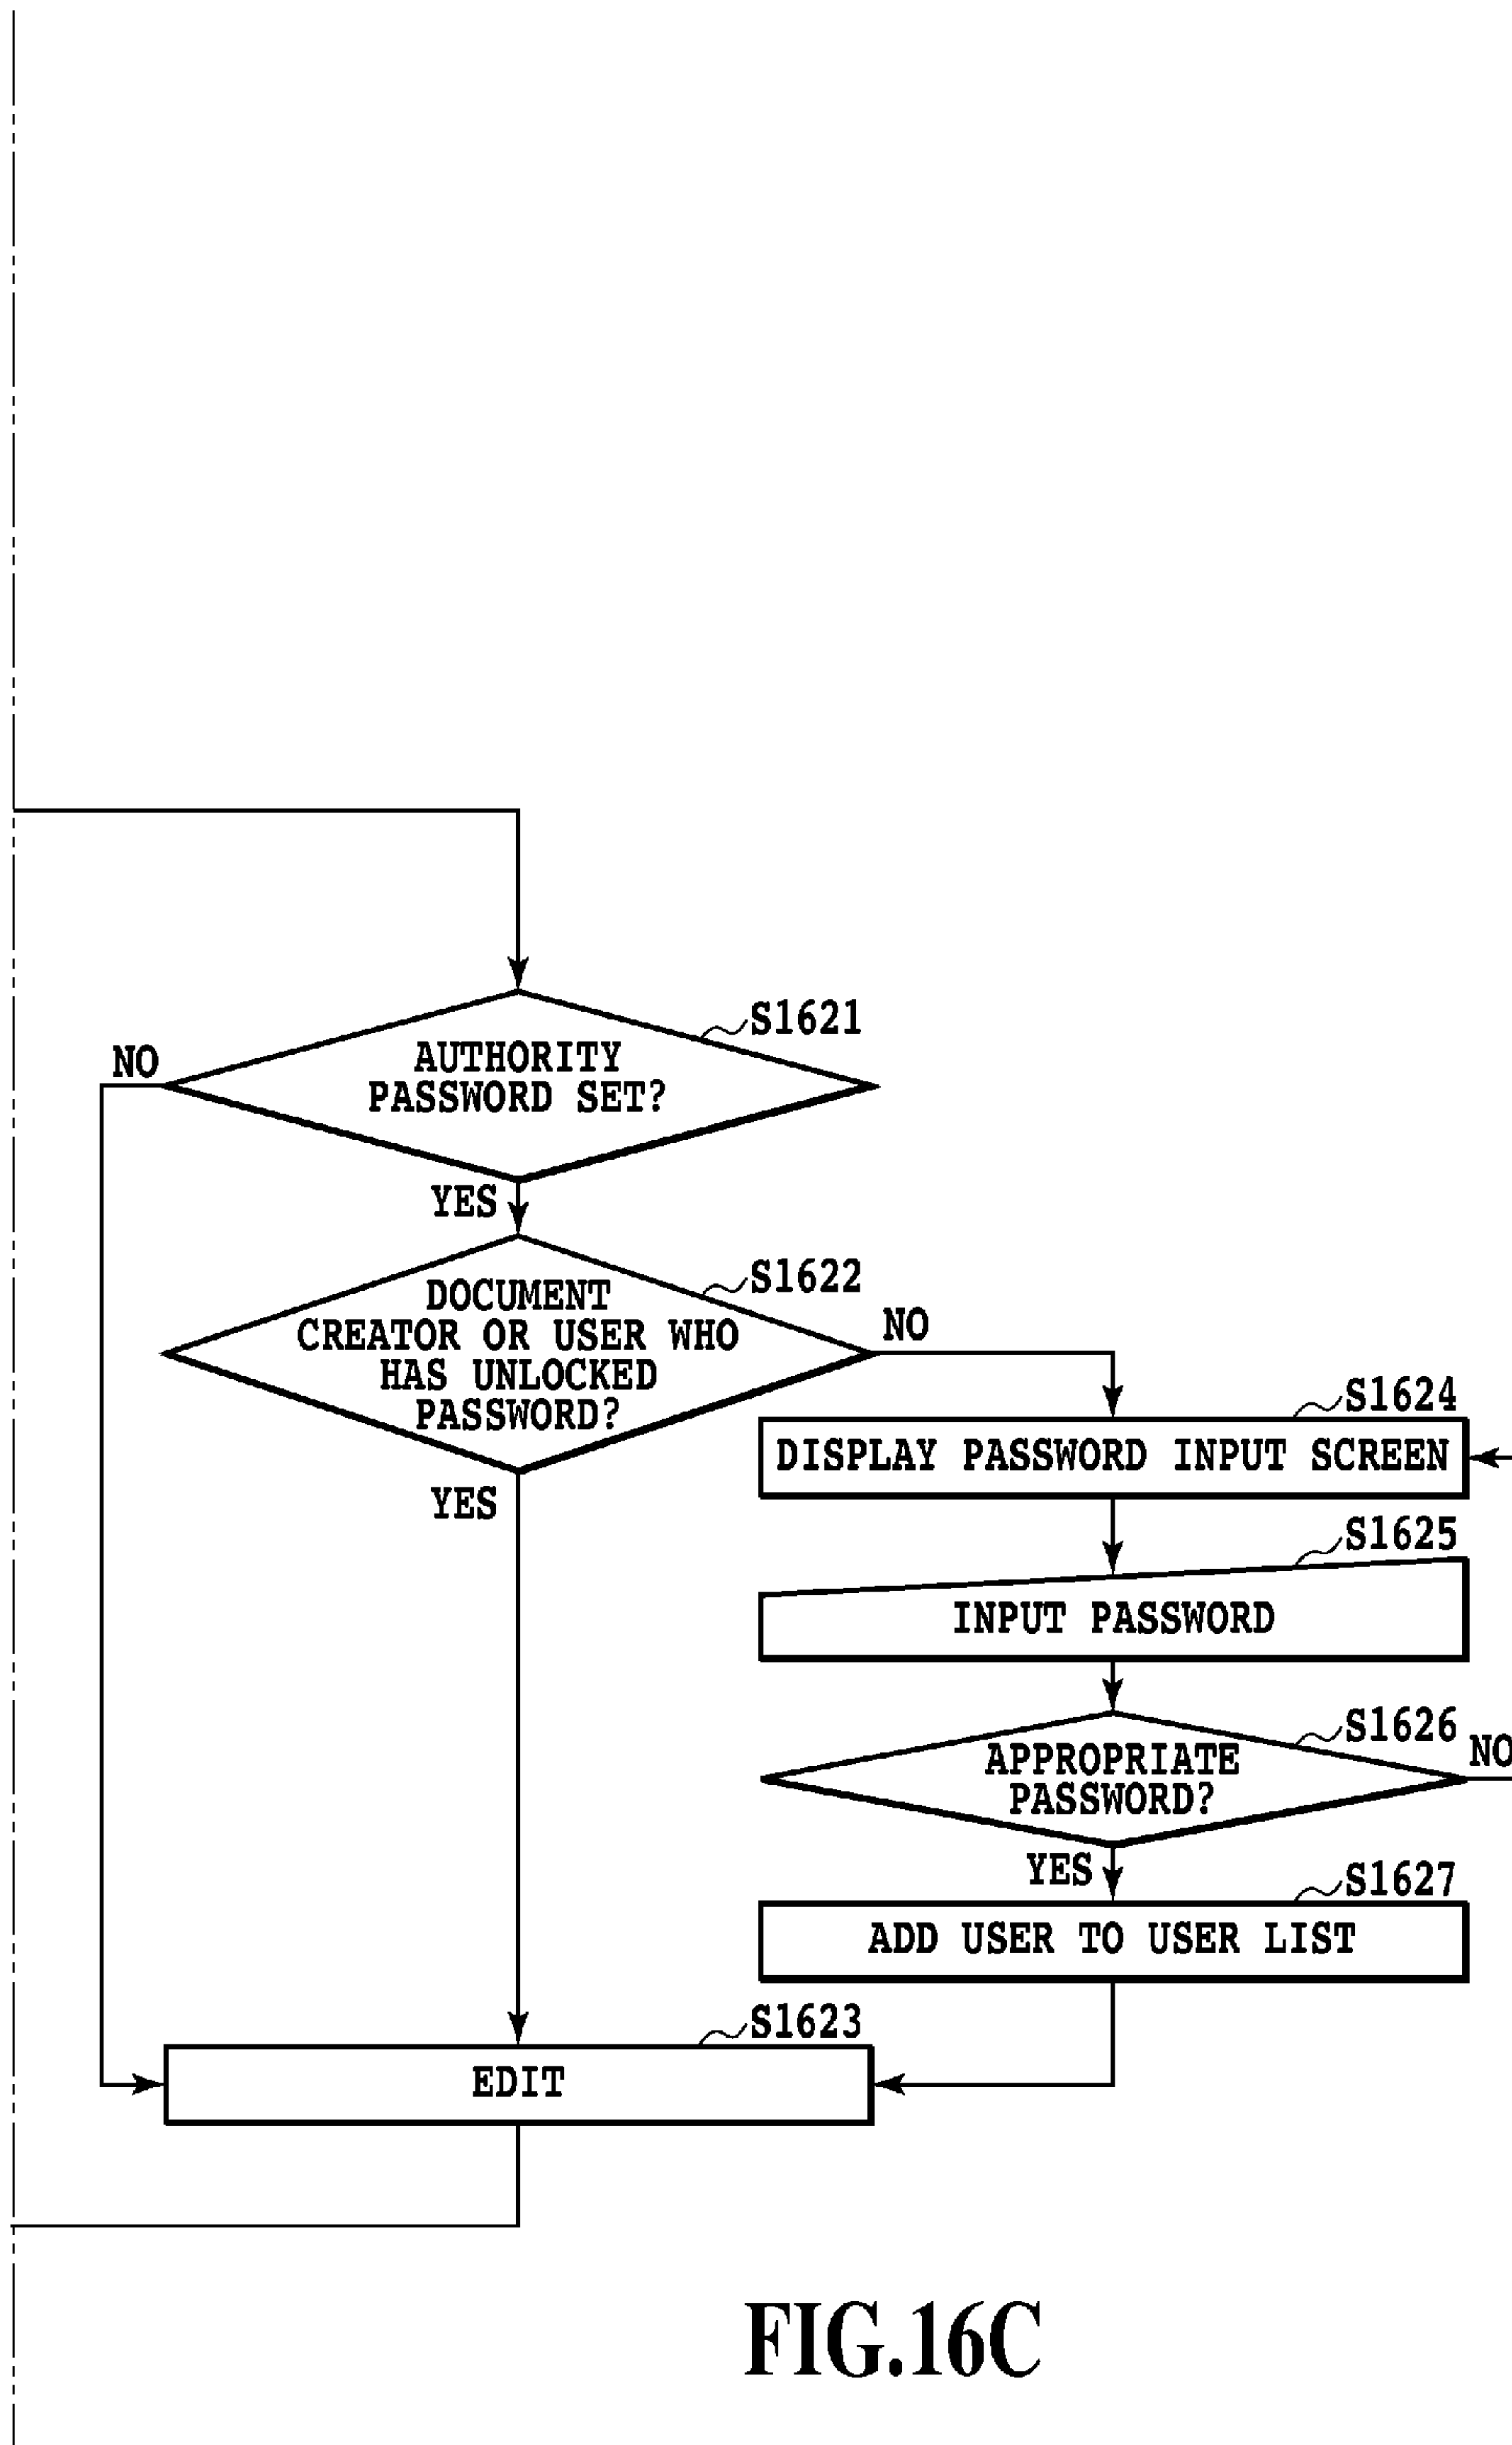 S1621
NO
AUTHORITY
PASSWORD SET?
YES
S1622
DOCUMENT
CREATOR OR USER WHO
HAS UNLOCKED
PASSWORD?
NO
YES
S1624
DISPLAY PASSWORD INPUT SCREEN
S1625
INPUT PASSWORD
S1626
APPROPRIATE
PASSWORD?
NO
YES
S1627
ADD USER TO USER LIST
S1623
EDIT
FIG.16C